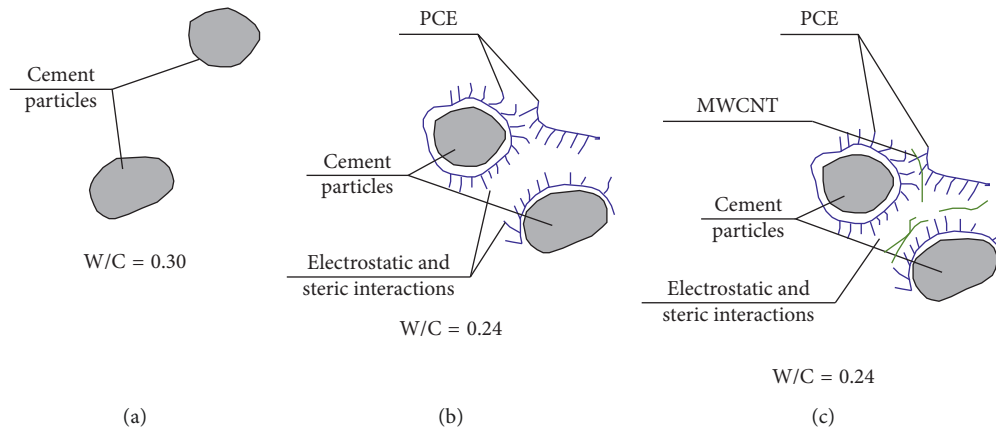 Cement
particles
W/C = 0.30
(a)
PCE
Cement
particles
Electrostatic and
steric interactions
W/C = 0.24
(b)
PCE
MWCNT
Cement
particles
Electrostatic and
steric interactions
W/C = 0.24
(c)